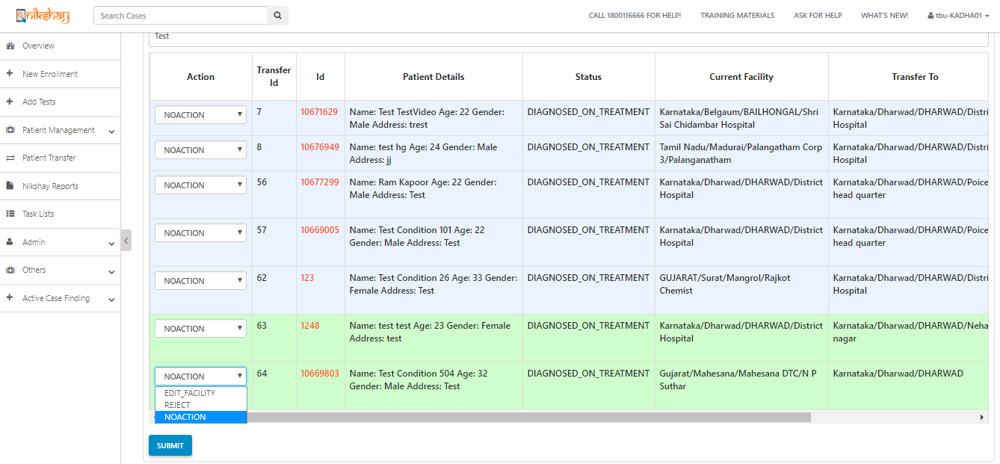 nikshay
Search Cases
CALL 1800116666 FOR HELP!
TRAINING MATERIALS
ASK FOR HELP
WHAT'S NEW!
tbu-KADHA01
Overview
New Enrollment
Add Tests
Patient Management
Patient Transfer
Nikshay Reports
Task Lists
Admin
Others
Active Case Finding
Test
Action Transfer Id Id Patient Details Status Current Facility Transfer To
NOACTION 7 10671629 Name: Test TestVideo Age: 22 Gender: DIAGNOSED_ON_TREATMENT Karnataka/Belgaum/BAILHONGAL/Shri Karnataka/Dharwad/DHARWAD/Distri
Male Address: trest Sai Chidambar Hospital Hospital
NOACTION 8 10676949 Name: test hg Age: 24 Gender: Male DIAGNOSED_ON_TREATMENT Tamil Nadu/Madurai/Palangatham Corp Karnataka/Dharwad/DHARWAD/Distri
Address: jj 3/Palanganatham Hospital
NOACTION 56 10677299 Name: Ram Kapoor Age: 22 Gender: DIAGNOSED_ON_TREATMENT Karnataka/Dharwad/DHARWAD/District Karnataka/Dharwad/DHARWAD/Poice
Male Address: Test Hospital head quarter
NOACTION 57 10669005 Name: Test Condition 101 Age: 22 DIAGNOSED_ON_TREATMENT Karnataka/Dharwad/DHARWAD/District Karnataka/Dharwad/DHARWAD/Poice
Gender: Male Address: Test Hospital head quarter
NOACTION 62 123 Name: Test Condition 26 Age: 33 Gender: DIAGNOSED_ON_TREATMENT GUJARAT/Surat/Mangrol/Rajkot Karnataka/Dharwad/DHARWAD/Distri
Female Address: Test Chemist Hospital
NOACTION 63 1248 Name: test test Age: 23 Gender: Female DIAGNOSED_ON_TREATMENT Karnataka/Dharwad/DHARWAD/District Karnataka/Dharwad/DHARWAD/Neha
Address: test Hospital nagar
NOACTION 64 10669803 Name: Test Condition 504 Age: 32 DIAGNOSED_ON_TREATMENT Gujarat/Mahesana/Mahesana DTC/N P Karnataka/Dharwad/DHARWAD
Gender: Male Address: Test Suthar
EDIT_FACILITY
REJECT
NOACTION
SUBMIT